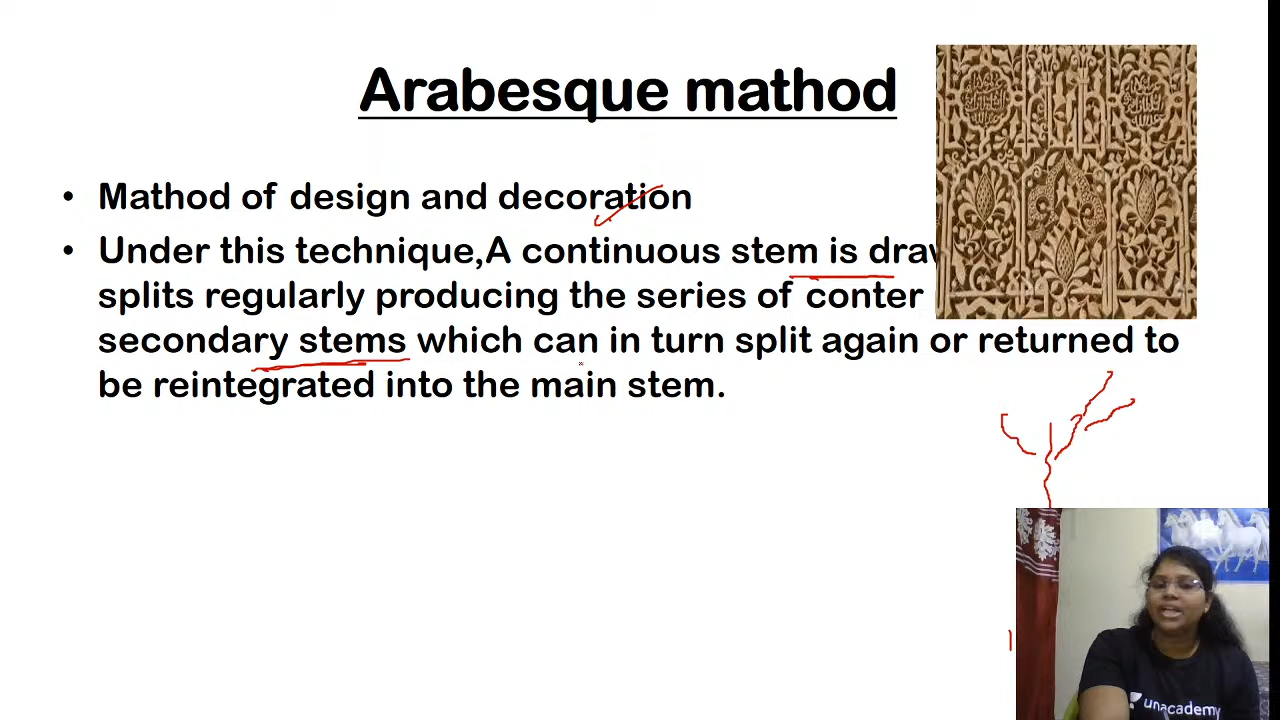 Arabesque mathod
• Mathod of design and decoration
• Under this technique,A continuous stem is
splits regularly producing the series of conter
secondary stems which can in turn split again or returned to
be reintegrated into the main stem.
unacademy